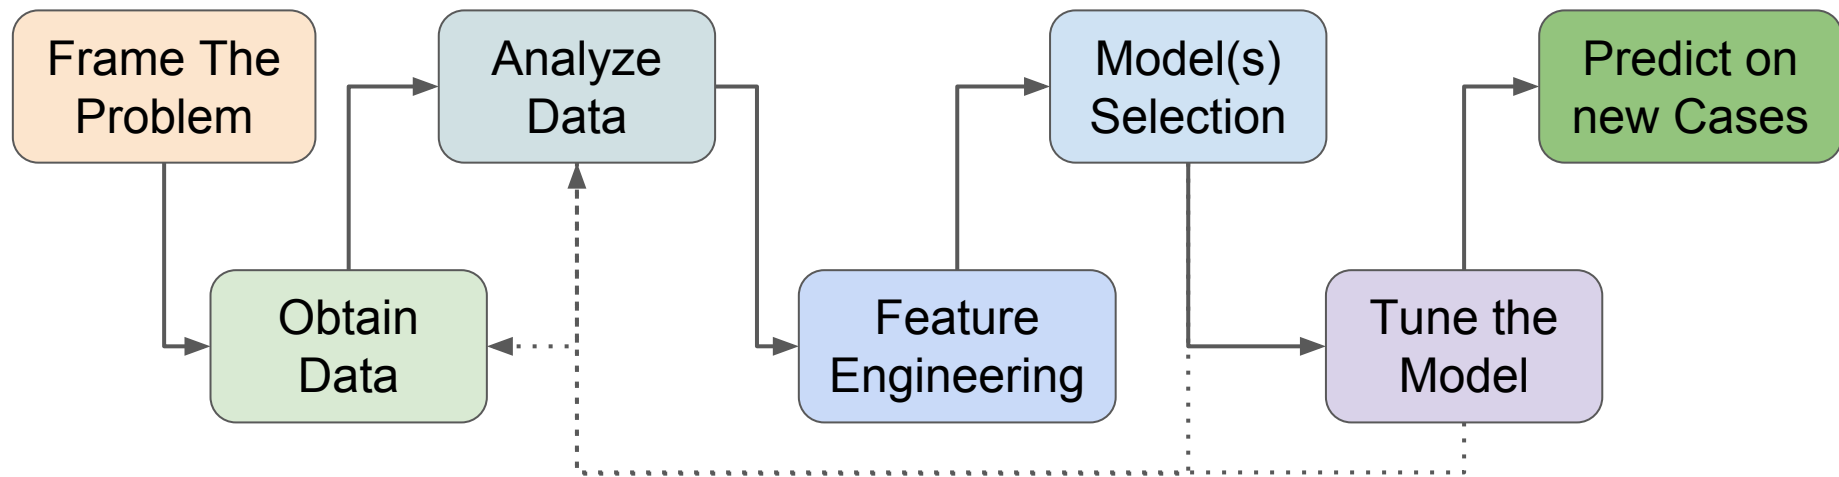 Frame The
Problem
Obtain
Data
Analyze
Data
Feature
Engineering
Model(s)
Selection
Tune the
Model
Predict on
new Cases